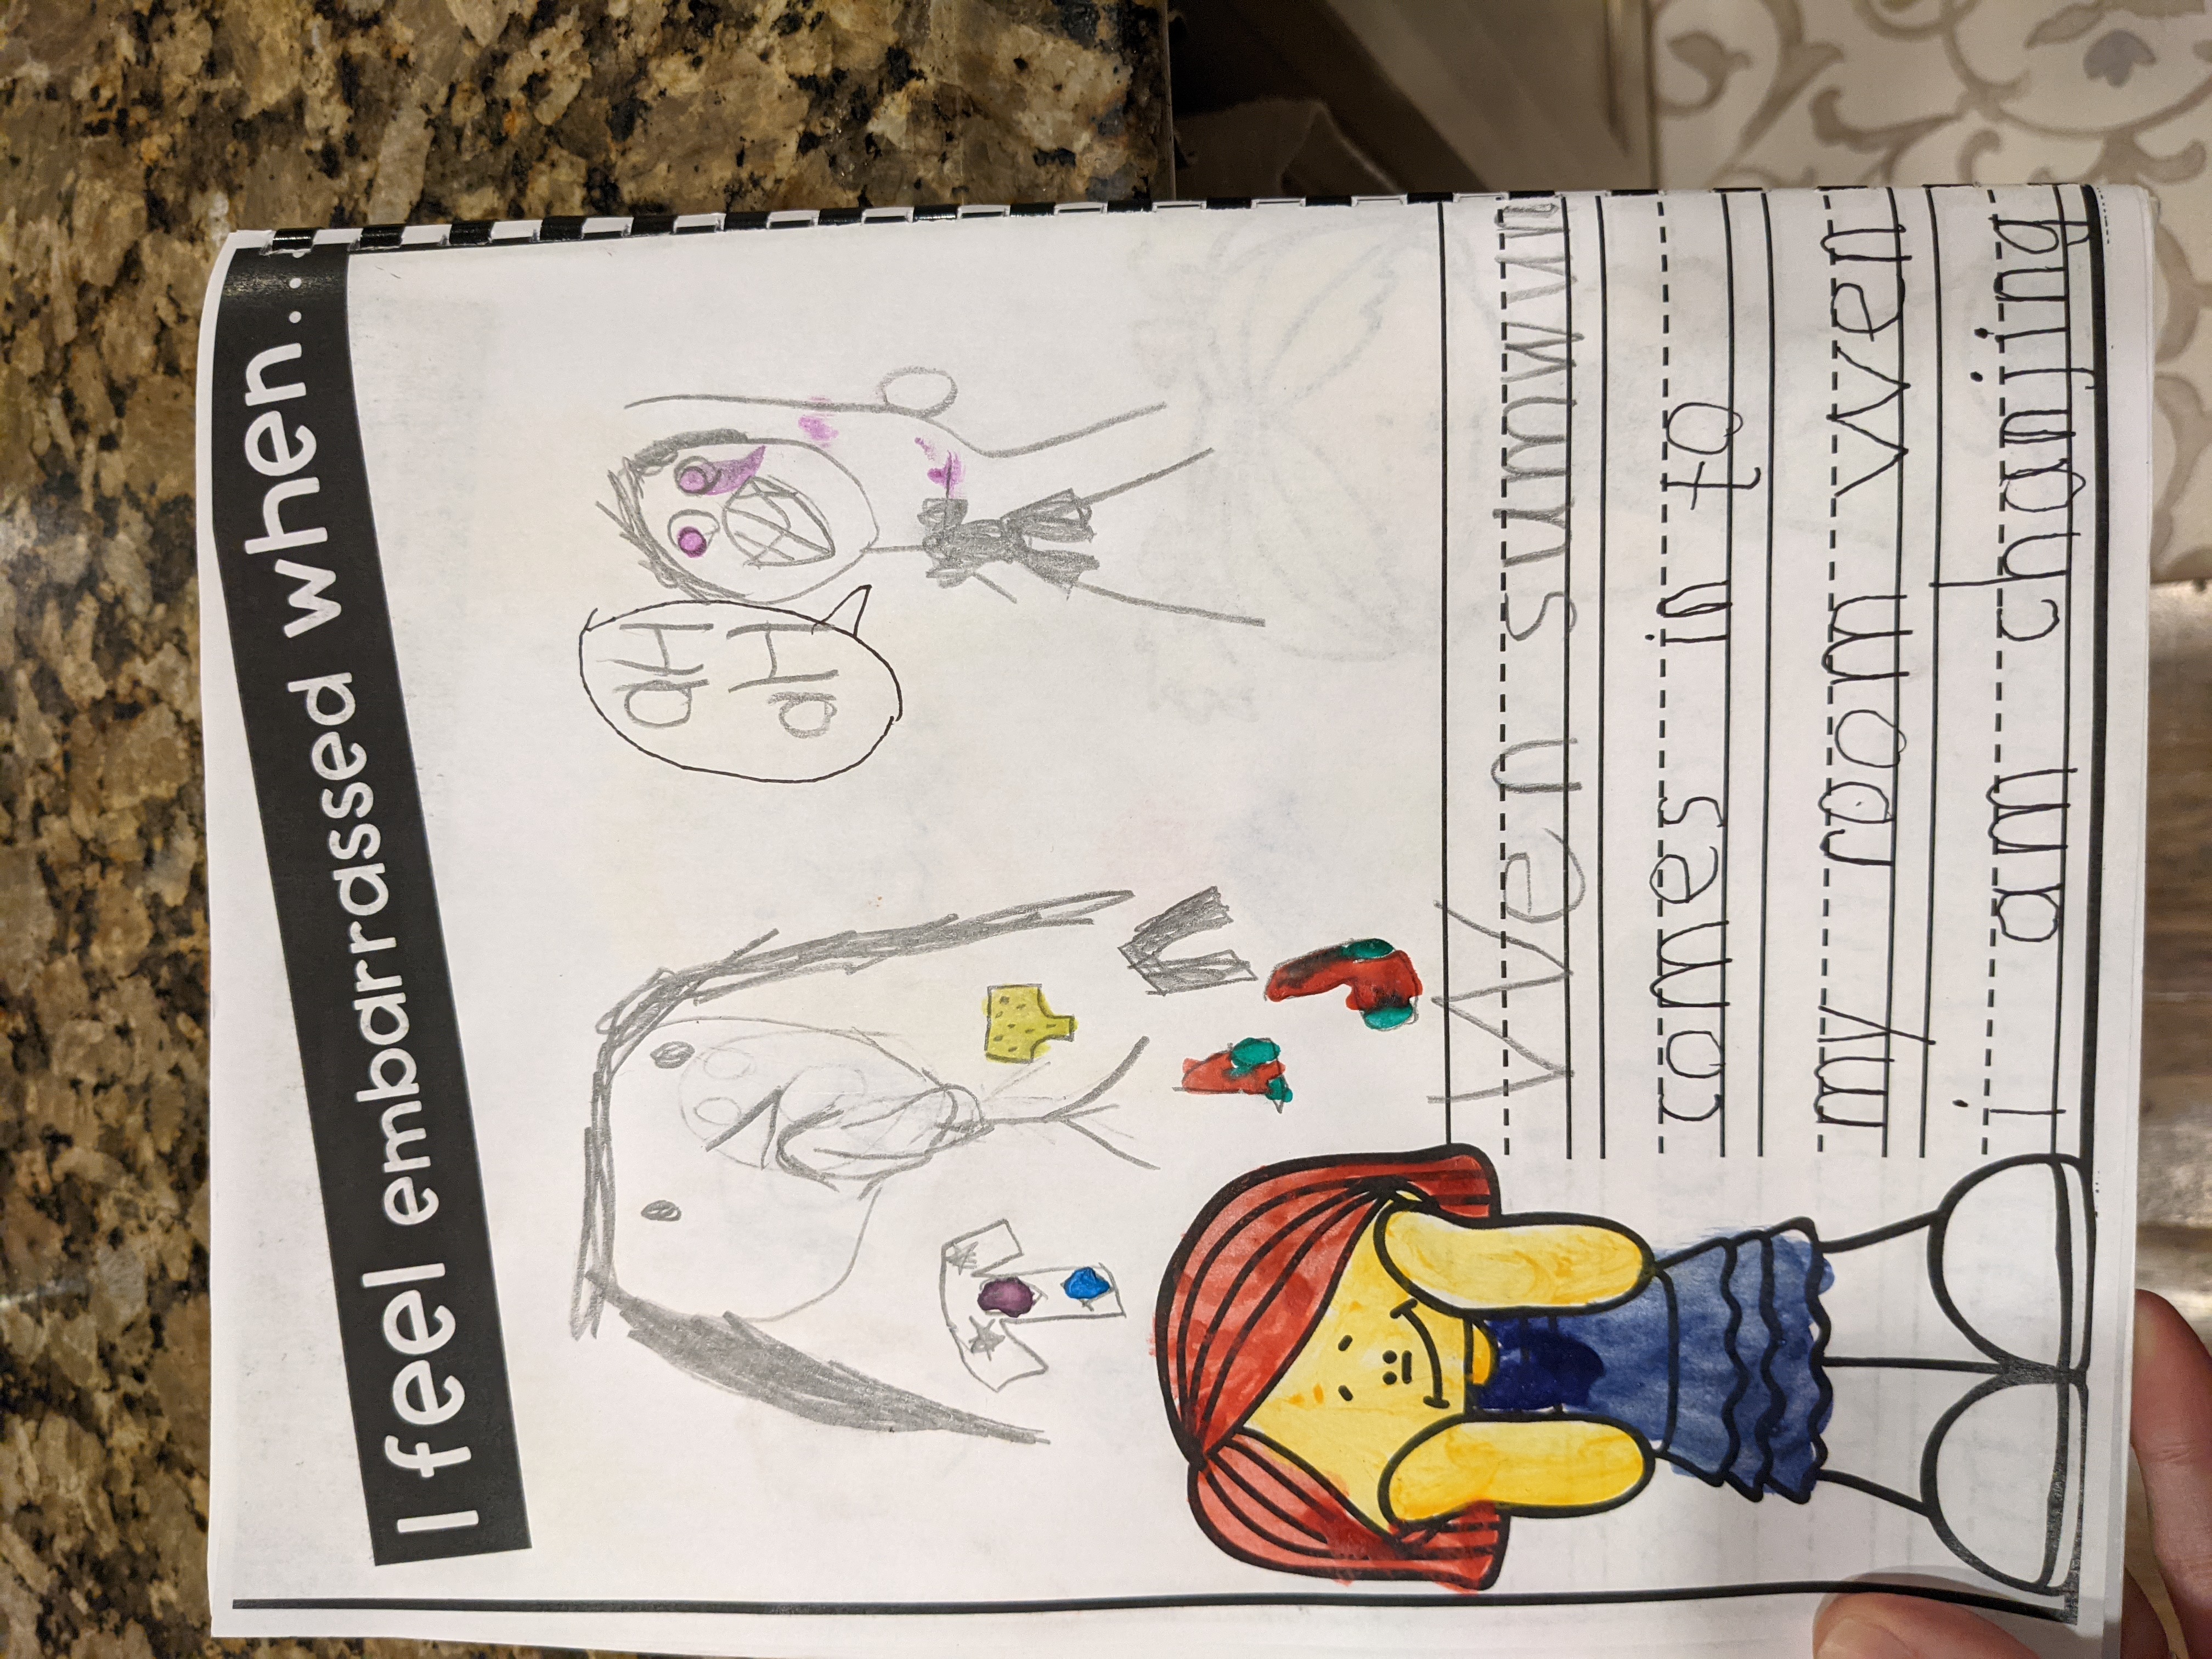 I feel embarrassed when...
aH
aH
Wen sumwun
comes in to
my room wen
i am chanjing